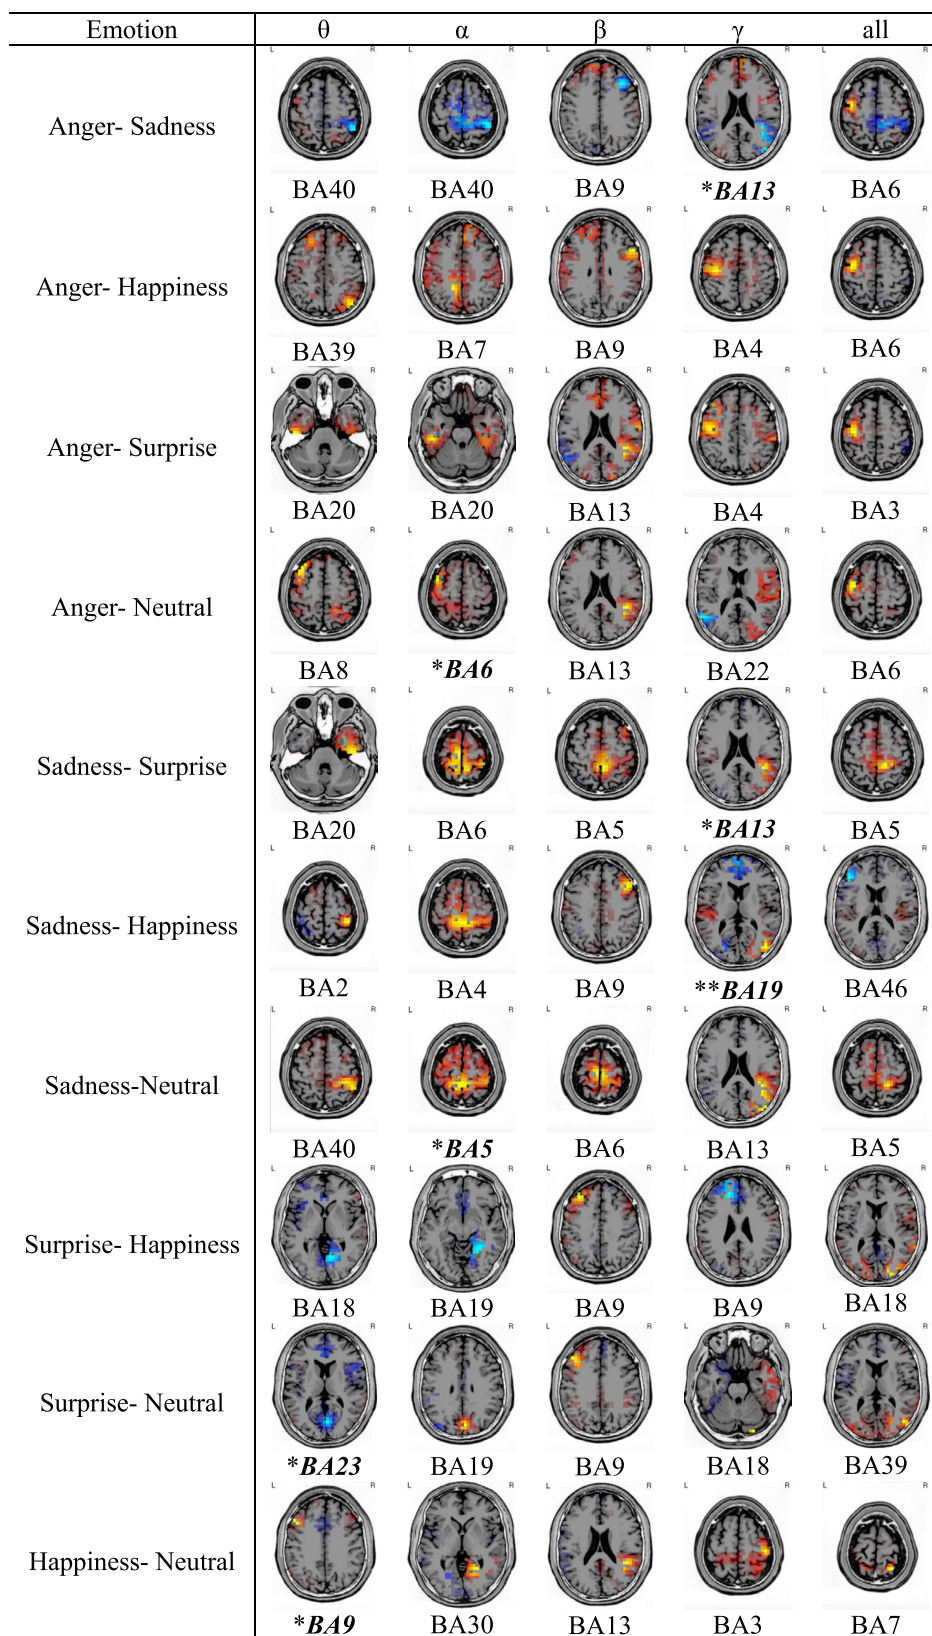 Emotion θ α β γ all
L R L R L R L R L R
Anger- Sadness
BA40 BA40 BA9 *BA13 BA6
L R L R L R L R L R
Anger- Happiness
BA39 BA7 BA9 BA4 BA6
L R L R L R L R L R
Anger- Surprise
BA20 BA20 BA13 BA4 BA3
L R L R L R L R L R
Anger- Neutral
BA8 *BA6 BA13 BA22 BA6
L R L R L R L R L R
Sadness- Surprise
BA20 BA6 BA5 *BA13 BA5
L R L R L R L R L R
Sadness- Happiness
BA2 BA4 BA9 **BA19 BA46
L R L R L R L R L R
Sadness-Neutral
BA40 *BA5 BA6 BA13 BA5
L R L R L R L R L R
Surprise- Happiness
BA18 BA19 BA9 BA9 BA18
L R L R L R L R L R
Surprise- Neutral
*BA23 BA19 BA9 BA18 BA39
L R L R L R L R L R
Happiness- Neutral
*BA9 BA30 BA13 BA3 BA7